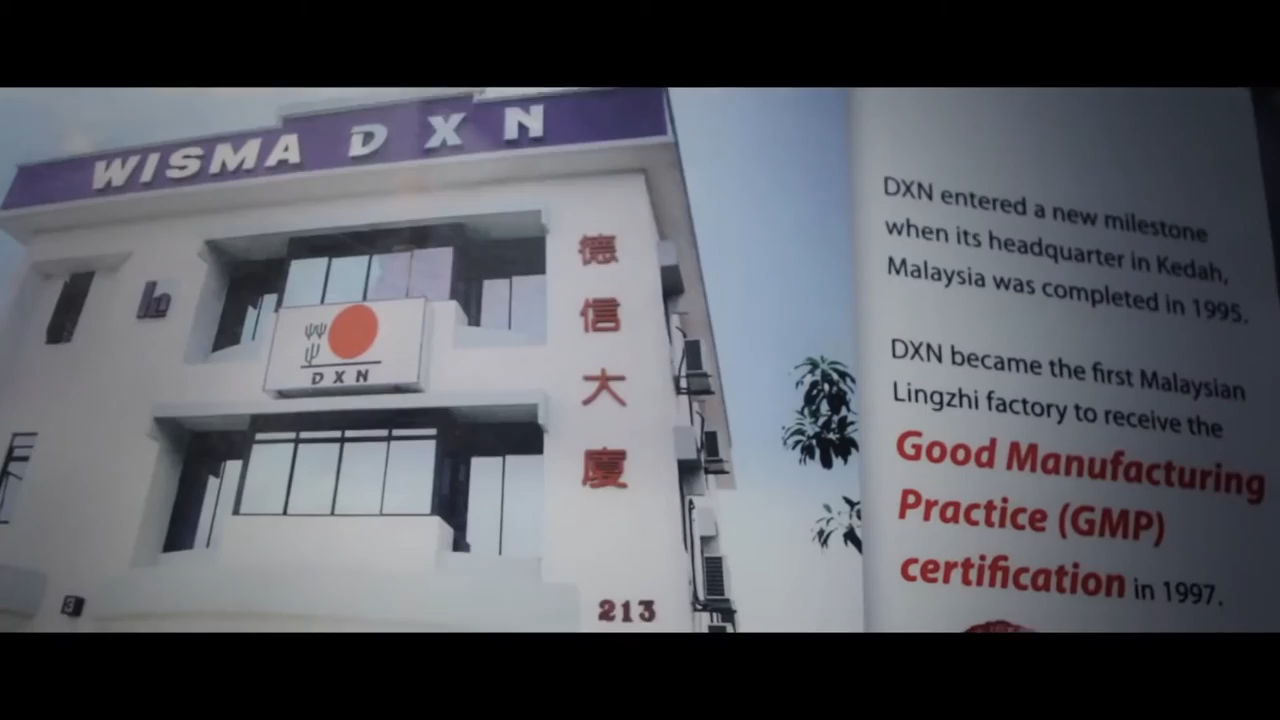 WISMA DXN
德
信
大
廈
DXN
213
3
DXN entered a new milestone
when its headquarter in Kedah,
Malaysia was completed in 1995.
DXN became the first Malaysian
Lingzhi factory to receive the
Good Manufacturing
Practice (GMP)
certification in 1997.